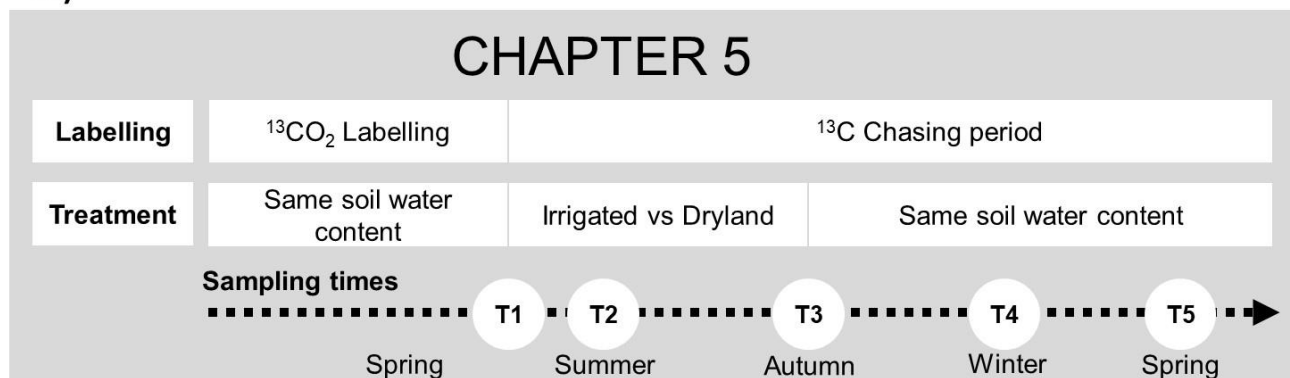 CHAPTER 5
Labelling
¹³CO₂ Labelling
¹³C Chasing period
Treatment
Same soil water
content
Irrigated vs Dryland
Same soil water content
Sampling times
T1
T2
T3
T4
T5
Spring
Summer
Autumn
Winter
Spring